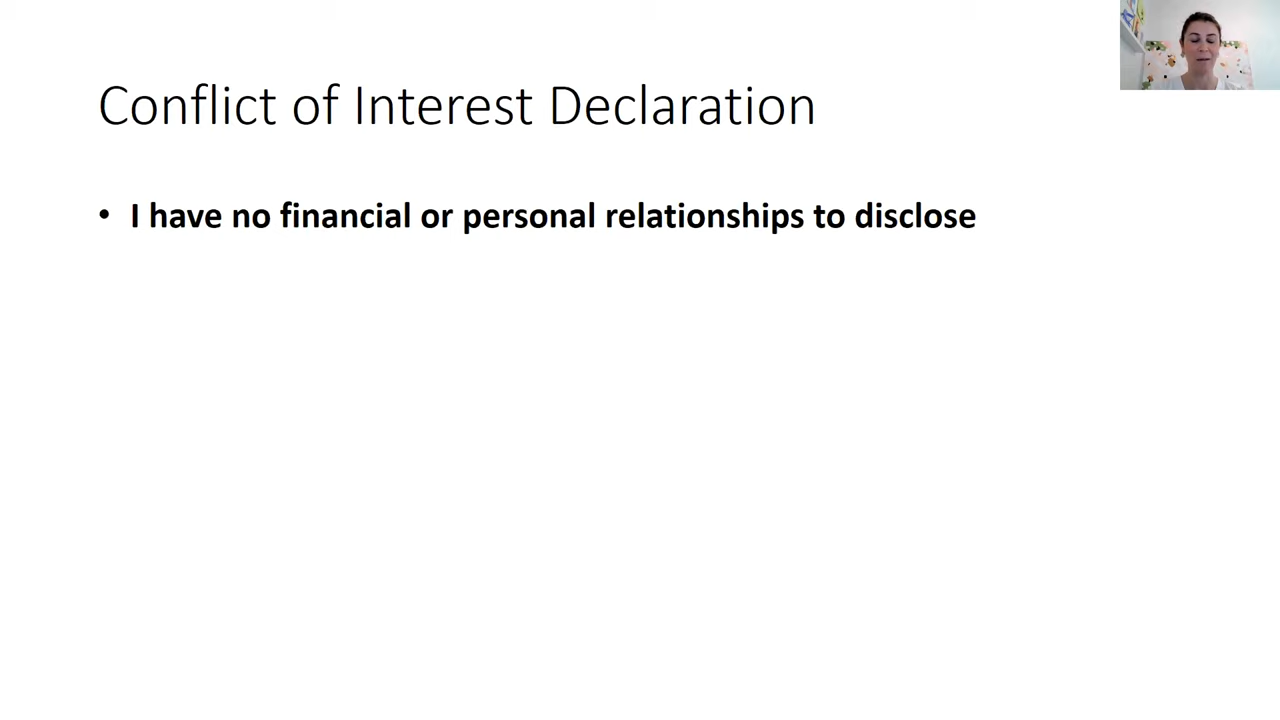 Conflict of Interest Declaration
• I have no financial or personal relationships to disclose